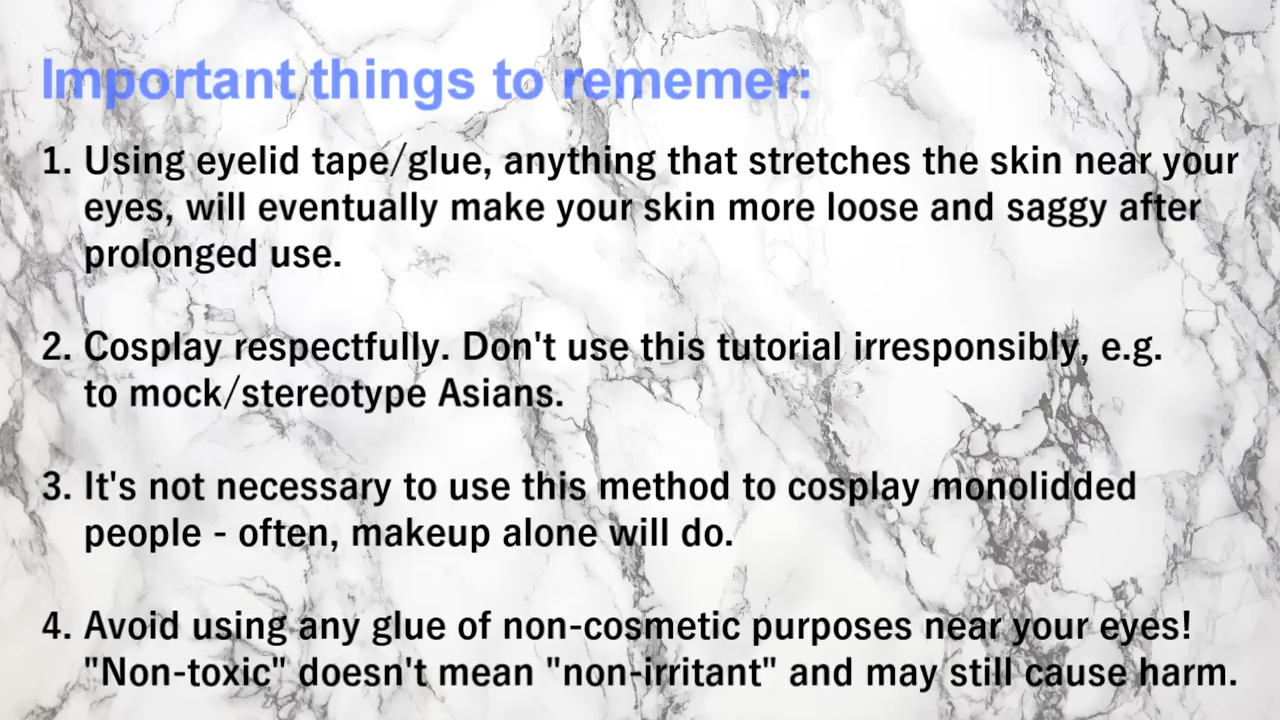 Important things to rememer:
1. Using eyelid tape/glue, anything that stretches the skin near your
eyes, will eventually make your skin more loose and saggy after
prolonged use.
2. Cosplay respectfully. Don't use this tutorial irresponsibly, e.g.
to mock/stereotype Asians.
3. It's not necessary to use this method to cosplay monolidded
people - often, makeup alone will do.
4. Avoid using any glue of non-cosmetic purposes near your eyes!
"Non-toxic" doesn't mean "non-irritant" and may still cause harm.